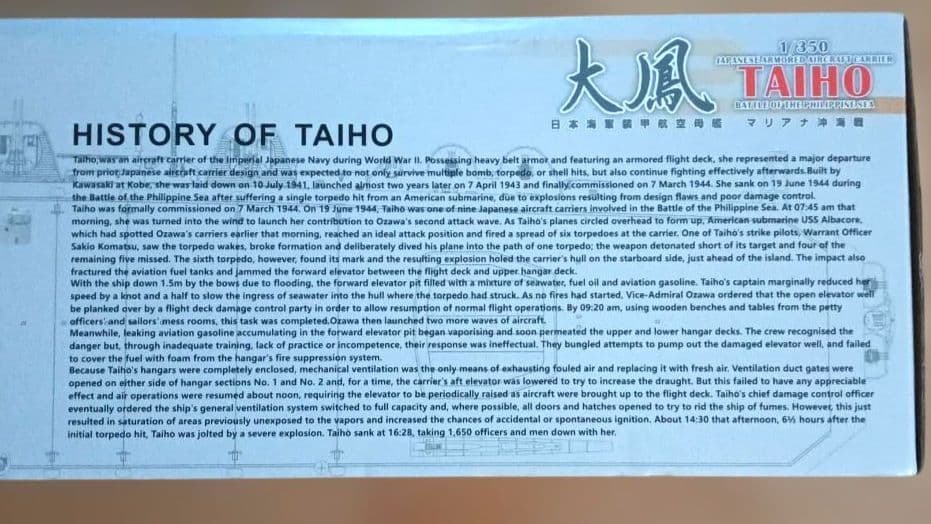 大鳳
日本海軍装甲航空母艦
マリアナ沖海戦
1/350
JAPANESE ARMORED AIRCRAFT CARRIER
TAIHO
BATTLE OF THE PHILIPPINE SEA
HISTORY OF TAIHO
Taiho,was an aircraft carrier of the Imperial Japanese Navy during World War II. Possessing heavy belt armor and featuring an armored flight deck, she represented a major departure
from prior Japanese aircraft carrier design and was expected to not only survive multiple bomb, torpedo, or shell hits, but also continue fighting effectively afterwards.Built by
Kawasaki at Kobe, she was laid down on 10 July 1941, launched almost two years later on 7 April 1943 and finally commissioned on 7 March 1944. She sank on 19 June 1944 during
the Battle of the Philippine Sea after suffering a single torpedo hit from an American submarine, due to explosions resulting from design flaws and poor damage control.
Taiho was formally commissioned on 7 March 1944. On 19 June 1944, Taiho was one of nine Japanese aircraft carriers involved in the Battle of the Philippine Sea. At 07:45 am that
morning, she was turned into the wind to launch her contribution to Ozawa's second attack wave. As Taiho's planes circled overhead to form up, American submarine USS Albacore,
which had spotted Ozawa's carriers earlier that morning, reached an ideal attack position and fired a spread of six torpedoes at the carrier. One of Taiho's strike pilots, Warrant Officer
Sakio Komatsu, saw the torpedo wakes, broke formation and deliberately dived his plane into the path of one torpedo; the weapon detonated short of its target and four of the
remaining five missed. The sixth torpedo, however, found its mark and the resulting explosion holed the carrier's hull on the starboard side, just ahead of the island. The impact also
fractured the aviation fuel tanks and jammed the forward elevator between the flight deck and upper hangar deck.
With the ship down 1.5m by the bows due to flooding, the forward elevator pit filled with a mixture of seawater, fuel oil and aviation gasoline. Taiho's captain marginally reduced her
speed by a knot and a half to slow the ingress of seawater into the hull where the torpedo had struck. As no fires had started, Vice-Admiral Ozawa ordered that the open elevator well
be planked over by a flight deck damage control party in order to allow resumption of normal flight operations. By 09:20 am, using wooden benches and tables from the petty
officers' and sailors' mess rooms, this task was completed.Ozawa then launched two more waves of aircraft.
Meanwhile, leaking aviation gasoline accumulating in the forward elevator pit began vaporising and soon permeated the upper and lower hangar decks. The crew recognised the
danger but, through inadequate training, lack of practice or incompetence, their response was ineffectual. They bungled attempts to pump out the damaged elevator well, and failed
to cover the fuel with foam from the hangar's fire suppression system.
Because Taiho's hangars were completely enclosed, mechanical ventilation was the only means of exhausting fouled air and replacing it with fresh air. Ventilation duct gates were
opened on either side of hangar sections No. 1 and No. 2 and, for a time, the carrier's aft elevator was lowered to try to increase the draught. But this failed to have any appreciable
effect and air operations were resumed about noon, requiring the elevator to be periodically raised as aircraft were brought up to the flight deck. Taiho's chief damage control officer
eventually ordered the ship's general ventilation system switched to full capacity and, where possible, all doors and hatches opened to try to rid the ship of fumes. However, this just
resulted in saturation of areas previously unexposed to the vapors and increased the chances of accidental or spontaneous ignition. About 14:30 that afternoon, 6½ hours after the
initial torpedo hit, Taiho was jolted by a severe explosion. Taiho sank at 16:28, taking 1,650 officers and men down with her.